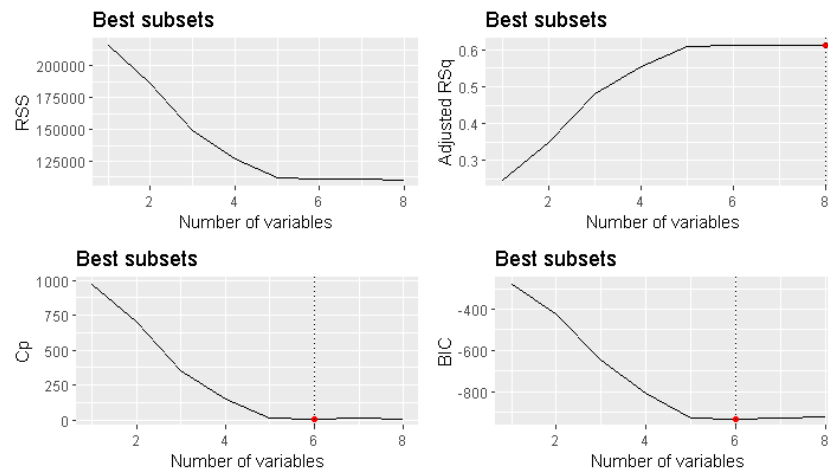 Best subsets
RSS
200000
175000
150000
125000
2
4
6
8
Number of variables
Best subsets
Adjusted RSq
0.6
0.5
0.4
0.3
2
4
6
8
Number of variables
Best subsets
Cp
1000
750
500
250
0
2
4
6
8
Number of variables
Best subsets
BIC
-400
-600
-800
2
4
6
8
Number of variables